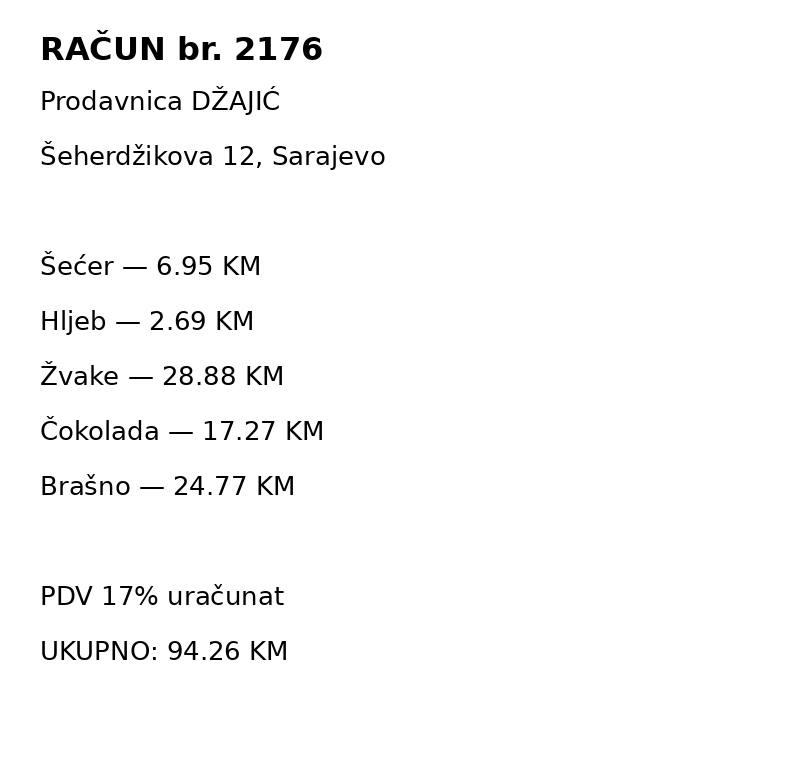 RAČUN br. 2176
Prodavnica DŽAJIĆ
Šeherdžikova 12, Sarajevo
Šećer — 6.95 KM
Hljeb — 2.69 KM
Žvake — 28.88 KM
Čokolada — 17.27 KM
Brašno — 24.77 KM
PDV 17% uračunat
UKUPNO: 94.26 KM